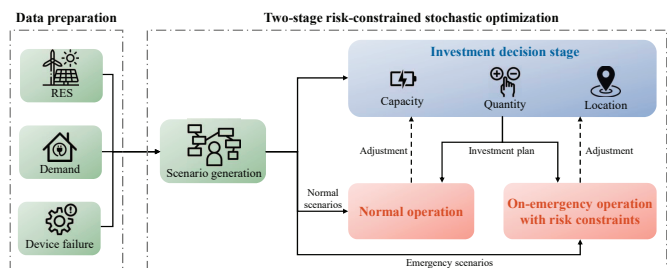 Data preparation
Two-stage risk-constrained stochastic optimization
RES
Demand
Device failure
Scenario generation
Investment decision stage
Capacity
Quantity
Location
Adjustment
Investment plan
Adjustment
Normal
scenarios
Normal operation
On-emergency operation
with risk constraints
Emergency scenarios